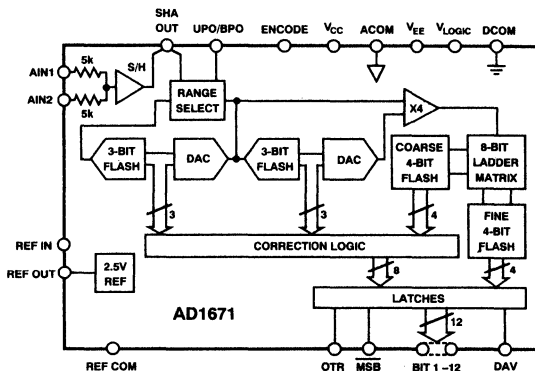 SHA OUT
UPO/BPO
ENCODE
VCC
ACOM
VEE
VLOGIC
DCOM
5k
S/H
AIN1
AIN2
5k
RANGE SELECT
X4
3-BIT FLASH
DAC
3-BIT FLASH
DAC
COARSE 4-BIT FLASH
8-BIT LADDER MATRIX
3
3
4
FINE 4-BIT FLASH
REF IN
CORRECTION LOGIC
REF OUT
2.5V REF
8
4
LATCHES
AD1671
12
REF COM
OTR
MSB
BIT 1 –12
DAV